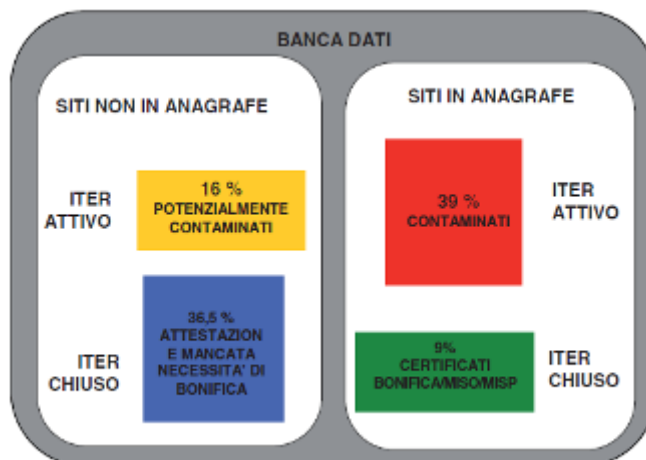 BANCA DATI
SITI NON IN ANAGRAFE
ITER
ATTIVO
16 %
POTENZIALMENTE
CONTAMINATI
36,5 %
ATTESTAZION
E MANCATA
NECESSITA' DI
BONIFICA
ITER
CHIUSO
SITI IN ANAGRAFE
39 %
CONTAMINATI
ITER
ATTIVO
9%
CERTIFICATI
BONIFICA/MISO/MISP
ITER
CHIUSO